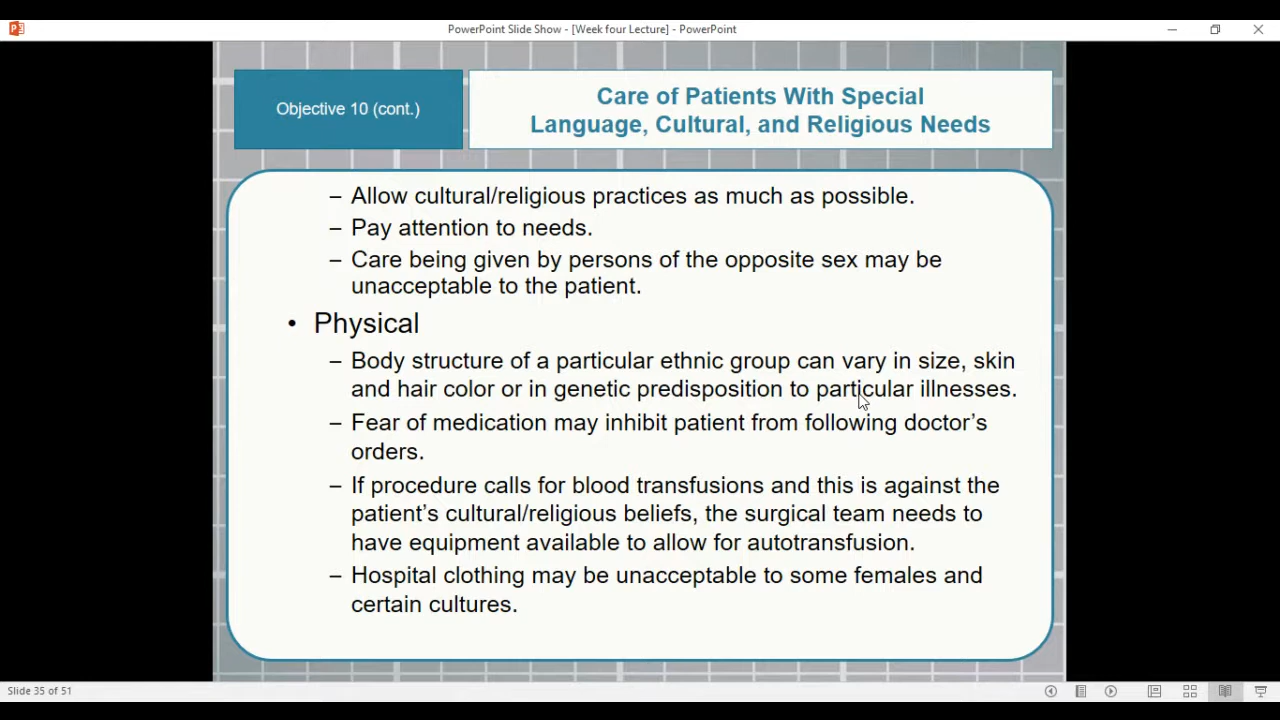 PowerPoint Slide Show - [Week four Lecture] - PowerPoint
Objective 10 (cont.)
Care of Patients With Special
Language, Cultural, and Religious Needs
– Allow cultural/religious practices as much as possible.
– Pay attention to needs.
– Care being given by persons of the opposite sex may be
unacceptable to the patient.
• Physical
– Body structure of a particular ethnic group can vary in size, skin
and hair color or in genetic predisposition to particular illnesses.
– Fear of medication may inhibit patient from following doctor’s
orders.
– If procedure calls for blood transfusions and this is against the
patient’s cultural/religious beliefs, the surgical team needs to
have equipment available to allow for autotransfusion.
– Hospital clothing may be unacceptable to some females and
certain cultures.
Slide 35 of 51